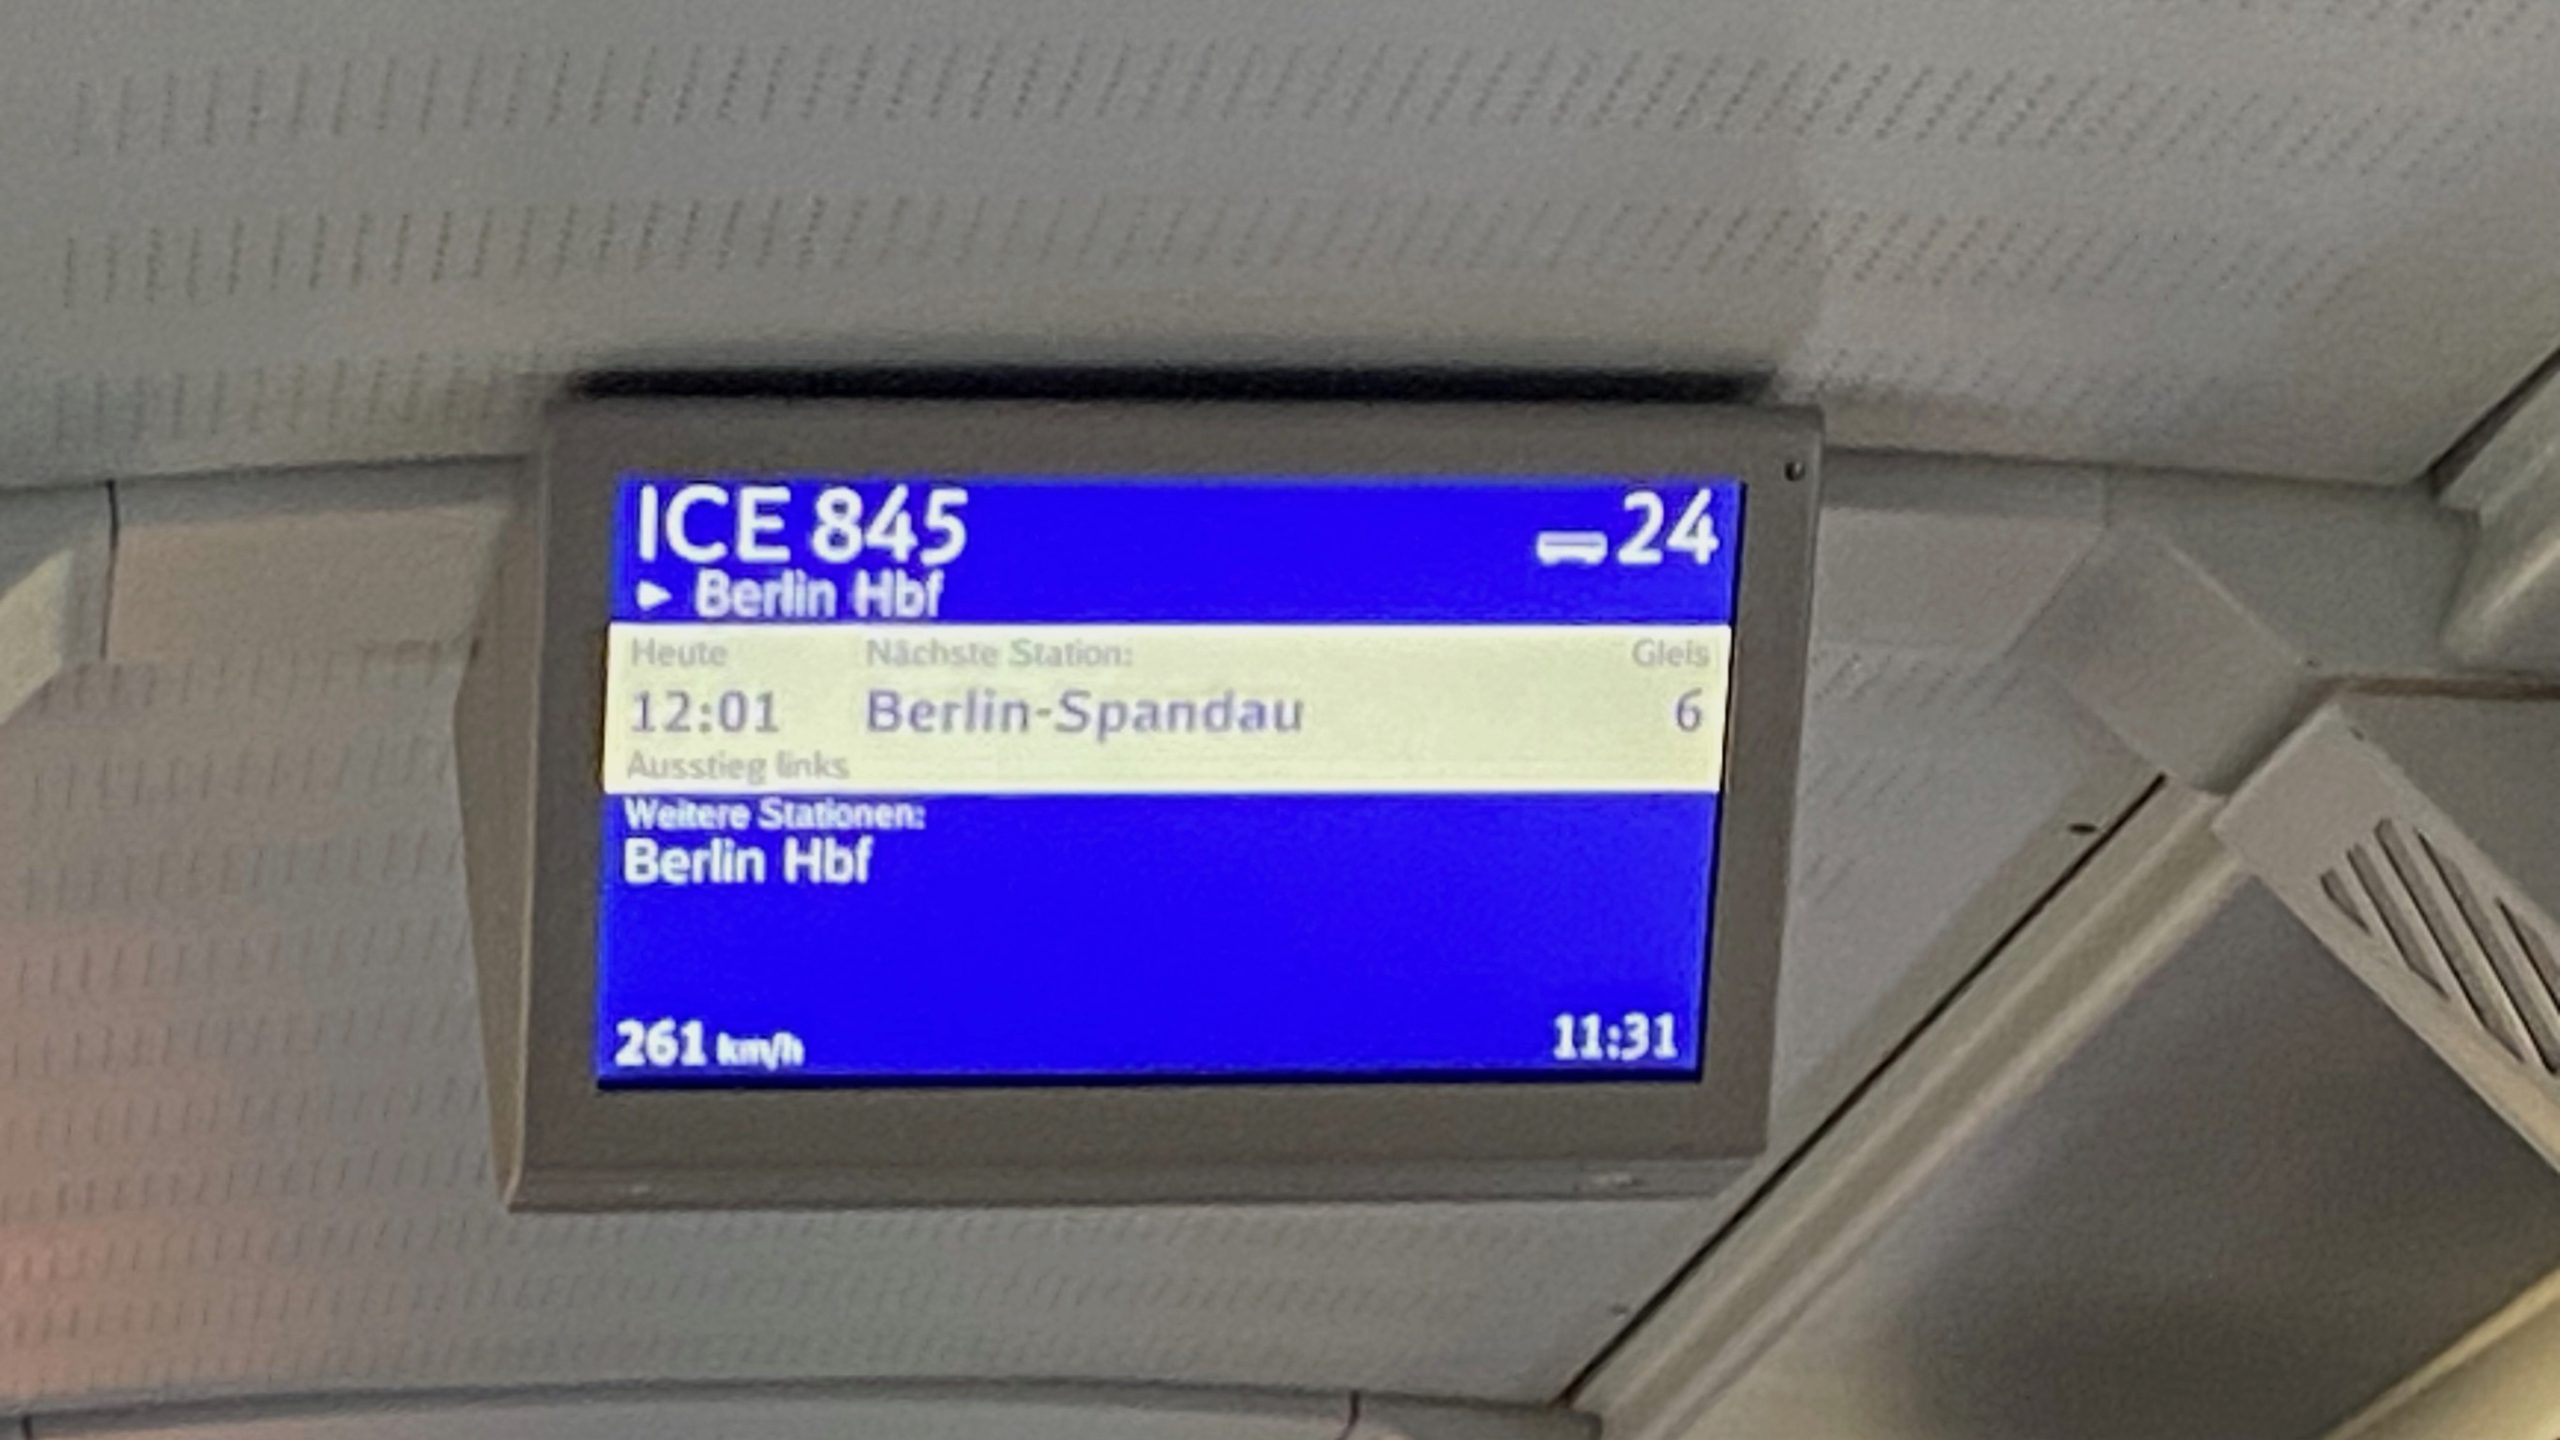 ICE 845 24
► Berlin Hbf
Heute Nächste Station: Gleis
12:01 Berlin-Spandau 6
Ausstieg links
Weitere Stationen:
Berlin Hbf
261 km/h 11:31